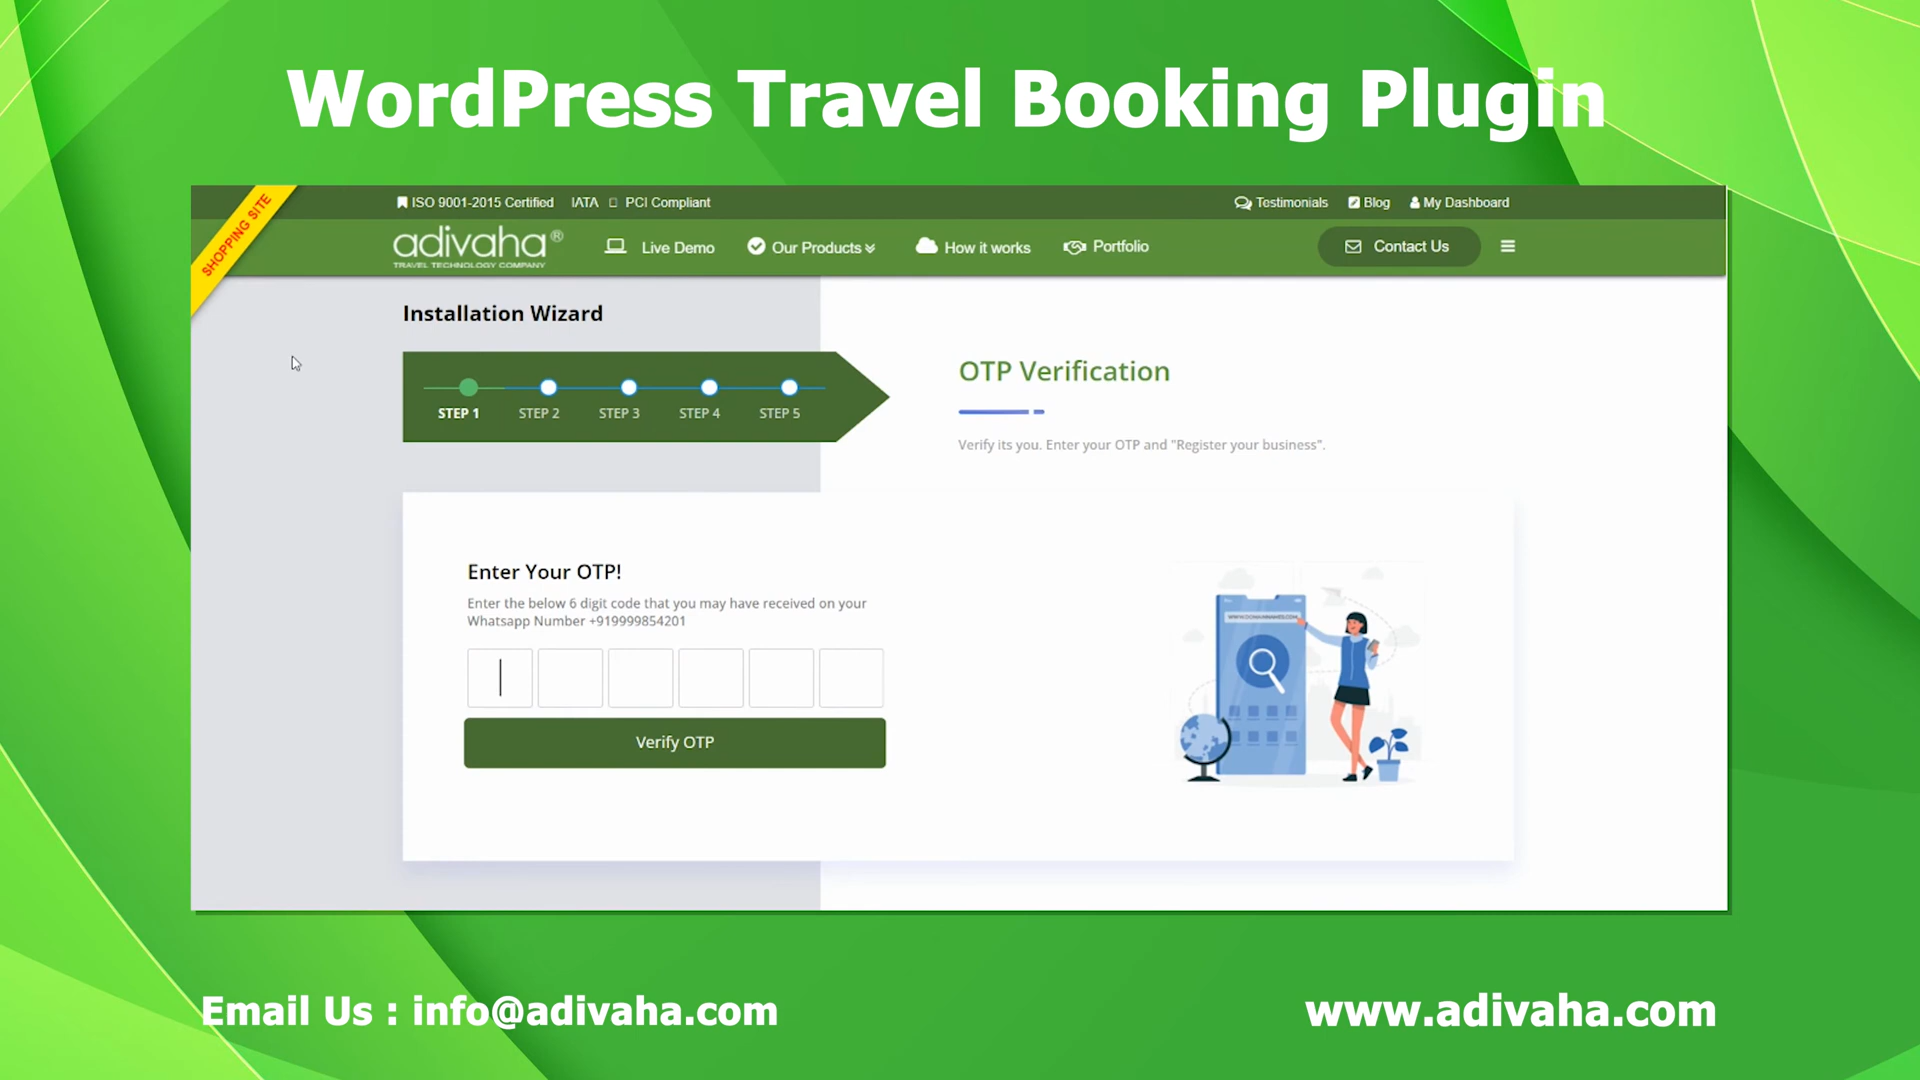 WordPress Travel Booking Plugin
SHOPPING SITE
ISO 9001-2015 Certified IATA PCI Compliant
Testimonials Blog My Dashboard
adivaha®
TRAVEL TECHNOLOGY COMPANY
Live Demo Our Products How it works Portfolio Contact Us
Installation Wizard
STEP 1 STEP 2 STEP 3 STEP 4 STEP 5
OTP Verification
Verify its you. Enter your OTP and "Register your business".
Enter Your OTP!
Enter the below 6 digit code that you may have received on your
Whatsapp Number +919999854201
Verify OTP
WWW.DOMAINNAMES.COM
Email Us : info@adivaha.com
www.adivaha.com